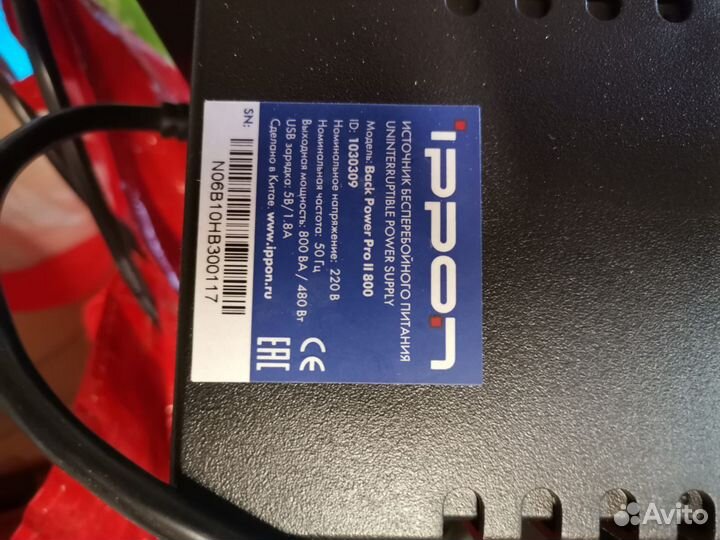 ippon
ИСТОЧНИК БЕСПЕРЕБОЙНОГО ПИТАНИЯ
UNINTERRUPTIBLE POWER SUPPLY
Модель: Back Power Pro II 800
ID: 1030309
Номинальное напряжение: 220 В
Номинальная частота: 50 Гц
Выходная мощность: 800 ВА / 480 Вт
USB зарядка: 5В/1.8А
Сделано в Китае. www.ippon.ru
CE
EAC
SN:
N06B10HB300117
Avito